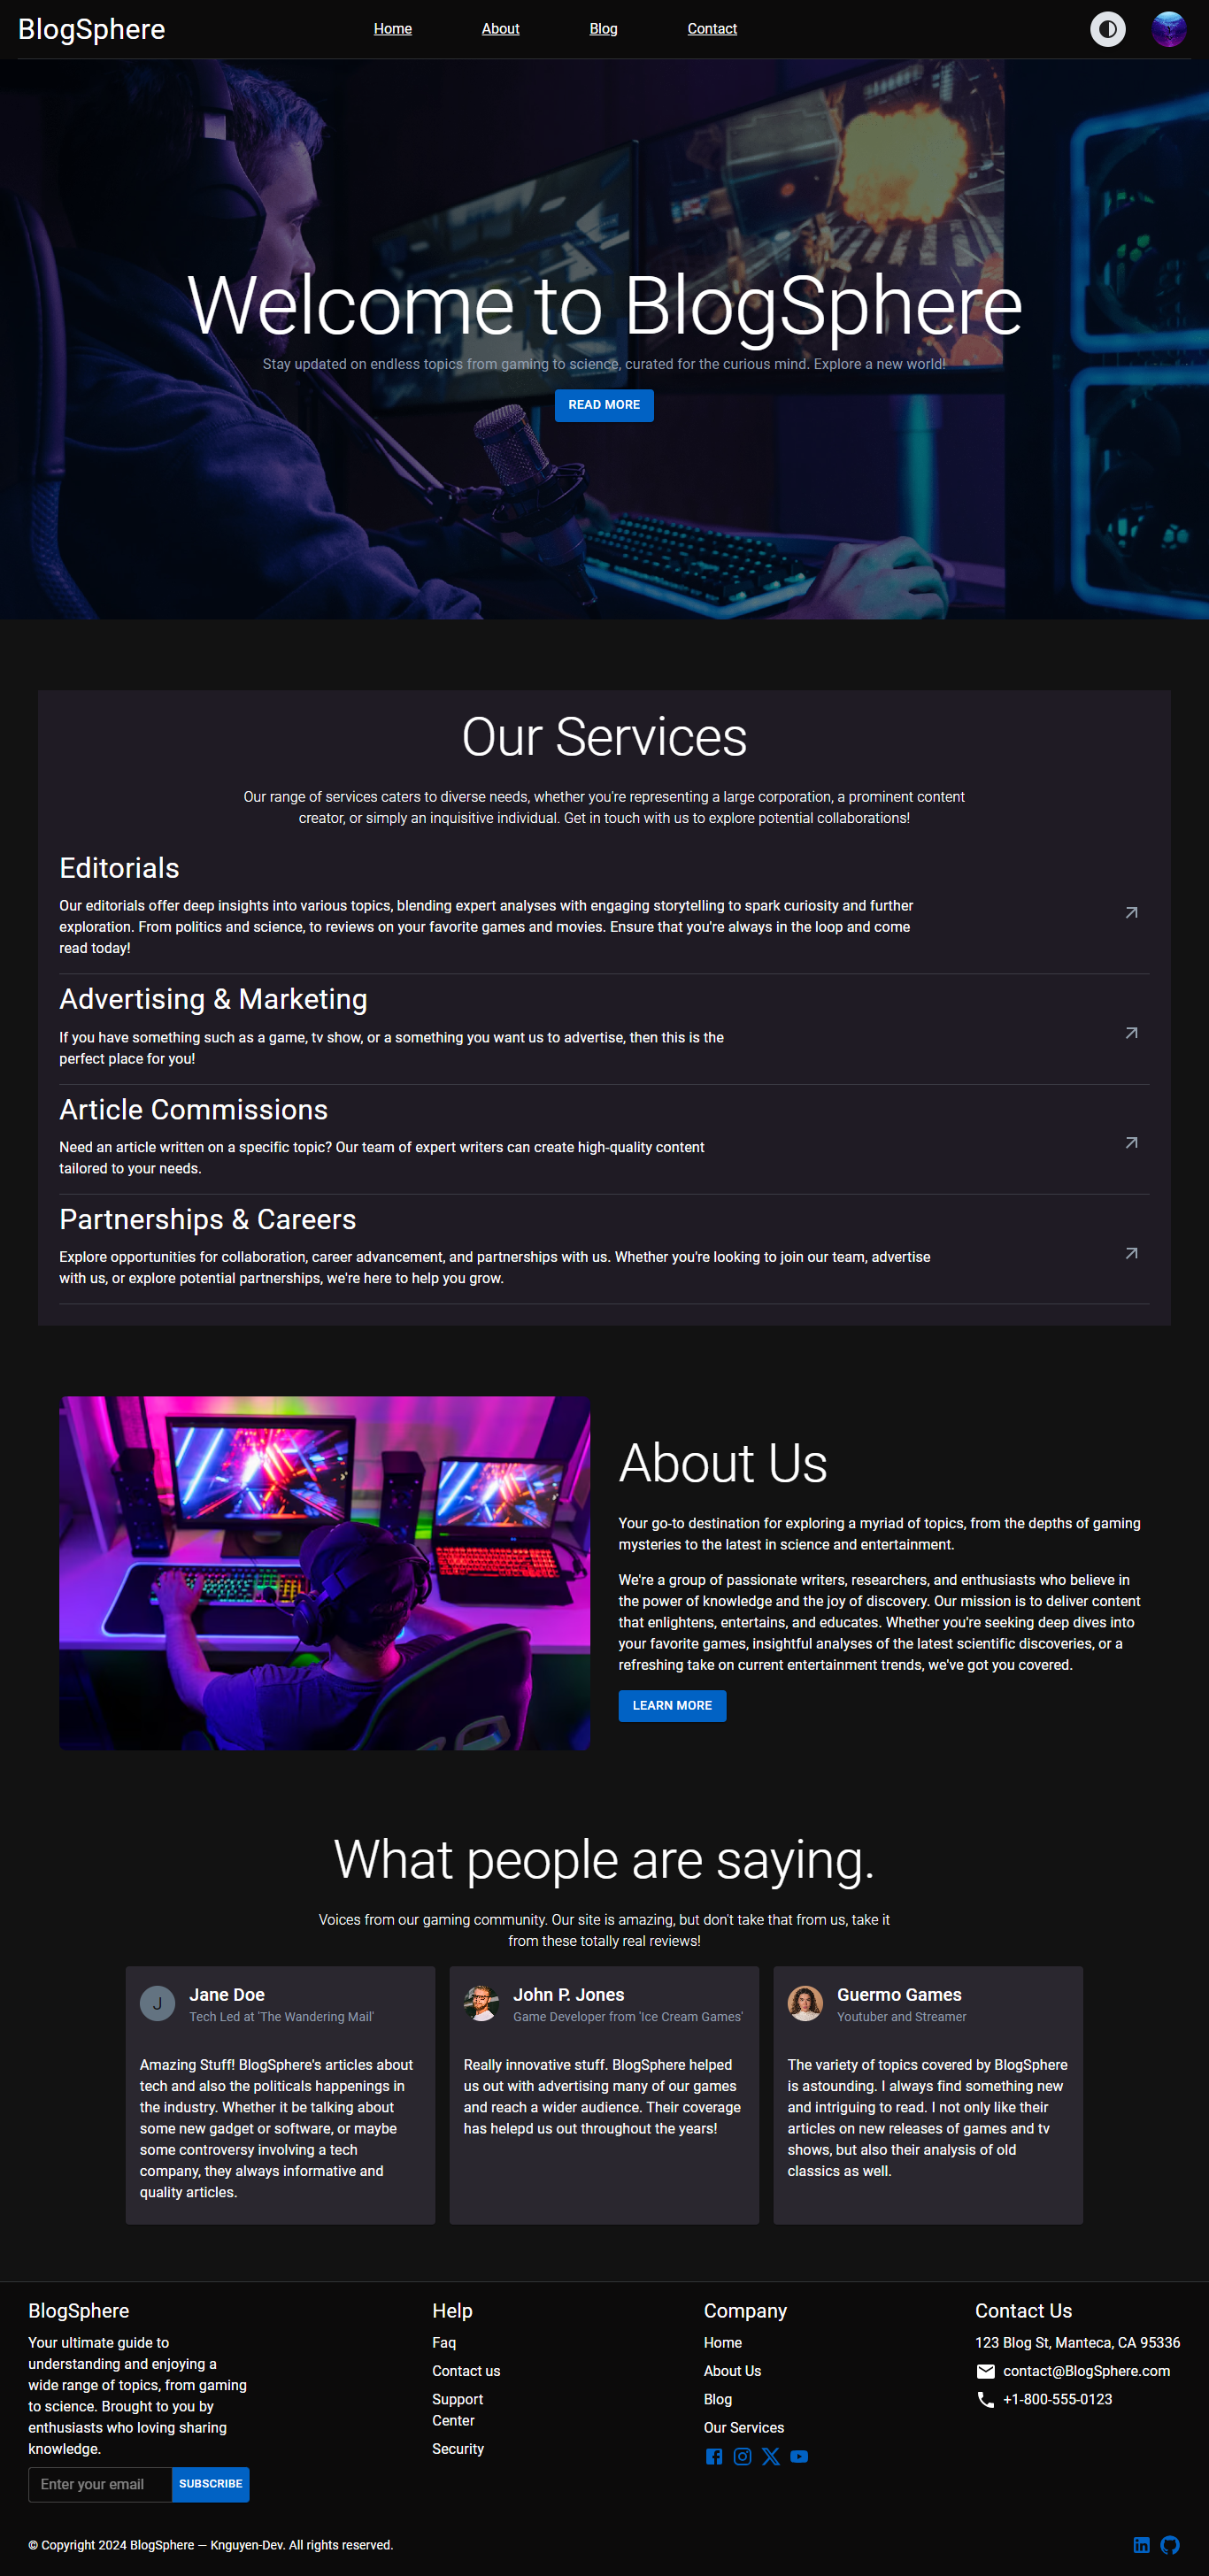 BlogSphere
Home
About
Blog
Contact
Welcome to BlogSphere
Stay updated on endless topics from gaming to science, curated for the curious mind. Explore a new world!
READ MORE
Our Services
Our range of services caters to diverse needs, whether you're representing a large corporation, a prominent content
creator, or simply an inquisitive individual. Get in touch with us to explore potential collaborations!
Editorials
Our editorials offer deep insights into various topics, blending expert analyses with engaging storytelling to spark curiosity and further
exploration. From politics and science, to reviews on your favorite games and movies. Ensure that you're always in the loop and come
read today!
Advertising & Marketing
If you have something such as a game, tv show, or a something you want us to advertise, then this is the
perfect place for you!
Article Commissions
Need an article written on a specific topic? Our team of expert writers can create high-quality content
tailored to your needs.
Partnerships & Careers
Explore opportunities for collaboration, career advancement, and partnerships with us. Whether you're looking to join our team, advertise
with us, or explore potential partnerships, we're here to help you grow.
About Us
Your go-to destination for exploring a myriad of topics, from the depths of gaming
mysteries to the latest in science and entertainment.
We're a group of passionate writers, researchers, and enthusiasts who believe in
the power of knowledge and the joy of discovery. Our mission is to deliver content
that enlightens, entertains, and educates. Whether you're seeking deep dives into
your favorite games, insightful analyses of the latest scientific discoveries, or a
refreshing take on current entertainment trends, we've got you covered.
LEARN MORE
What people are saying.
Voices from our gaming community. Our site is amazing, but don't take that from us, take it
from these totally real reviews!
J
Jane Doe
Tech Led at 'The Wandering Mail'
Amazing Stuff! BlogSphere's articles about
tech and also the politicals happenings in
the industry. Whether it be talking about
some new gadget or software, or maybe
some controversy involving a tech
company, they always informative and
quality articles.
John P. Jones
Game Developer from 'Ice Cream Games'
Really innovative stuff. BlogSphere helped
us out with advertising many of our games
and reach a wider audience. Their coverage
has helepd us out throughout the years!
Guermo Games
Youtuber and Streamer
The variety of topics covered by BlogSphere
is astounding. I always find something new
and intriguing to read. I not only like their
articles on new releases of games and tv
shows, but also their analysis of old
classics as well.
BlogSphere
Your ultimate guide to
understanding and enjoying a
wide range of topics, from gaming
to science. Brought to you by
enthusiasts who loving sharing
knowledge.
Enter your email
SUBSCRIBE
Help
Faq
Contact us
Support
Center
Security
Company
Home
About Us
Blog
Our Services
Contact Us
123 Blog St, Manteca, CA 95336
contact@BlogSphere.com
+1-800-555-0123
© Copyright 2024 BlogSphere — Knguyen-Dev. All rights reserved.